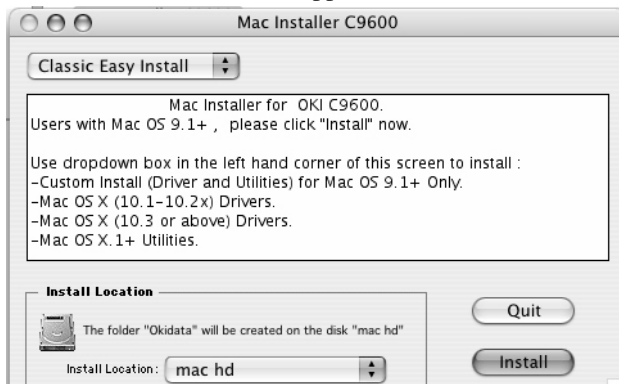 Mac Installer C9600
Classic Easy Install
Mac Installer for OKI C9600.
Users with Mac OS 9.1+ , please click "Install" now.
Use dropdown box in the left hand corner of this screen to install :
-Custom Install (Driver and Utilities) for Mac OS 9.1+ Only.
-Mac OS X (10.1-10.2x) Drivers.
-Mac OS X (10.3 or above) Drivers.
-Mac OS X.1+ Utilities.
Install Location
The folder "Okidata" will be created on the disk "mac hd"
Install Location: mac hd
Quit
Install